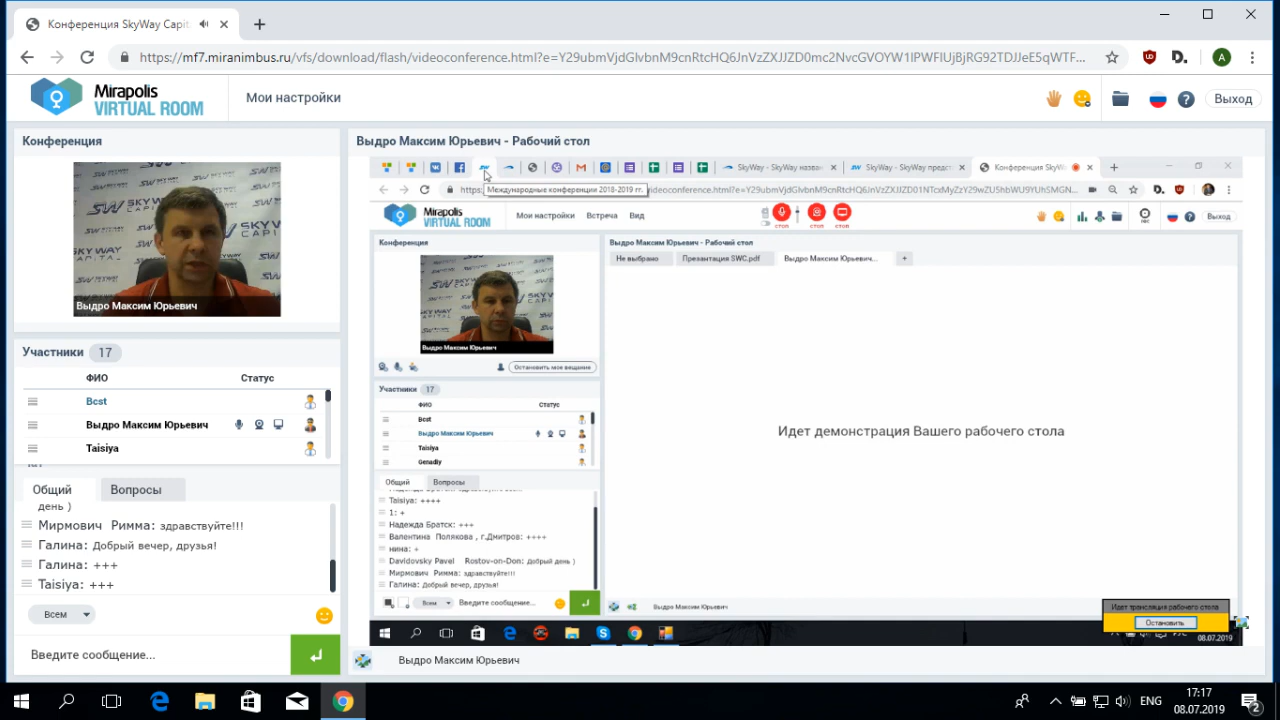 Конференция SkyWay Capit
https://mf7.miranimbus.ru/vfs/download/flash/videoconference.html?e=Y29ubmVjdGlvbnM9cnRtcHQ6JnVzZXJJZD0mc2NvcGVOYW1lPWFlUjBjRG92TDJJeE5qWTF...
Mirapolis
VIRTUAL ROOM
Мои настройки
Выход
Конференция
Выдро Максим Юрьевич - Рабочий стол
SKY WAY
CAPITAL
Выдро Максим Юрьевич
Участники 17
ФИО Статус
Bcst
Выдро Максим Юрьевич
Taisiya
Общий Вопросы
день )
Мирмович Римма: здравствуйте!!!
Галина: Добрый вечер, друзья!
Галина: +++
Taisiya: +++
Всем
Введите сообщение...
SkyWay - SkyWay назван
SkyWay - SkyWay предст
Конференция SkyW
https:
Международные конференции 2018-2019 гг.
Mirapolis
VIRTUAL ROOM
Мои настройки Встреча Вид
стоп стоп стоп
Выход
Конференция
Выдро Максим Юрьевич - Рабочий стол
Не выбрано Презентация SWC.pdf Выдро Максим Юрьевич... +
Выдро Максим Юрьевич
Остановить мое вещание
Участники 17
ФИО Статус
Bcst
Выдро Максим Юрьевич
Taisiya
Genadiy
Идет демонстрация Вашего рабочего стола
Общий Вопросы
Taisiya: ++++
1: +
Надежда Братск: +++
Валентина Полякова , г.Дмитров: ++++
нина: +
Davidovsky Pavel Rostov-on-Don: добрый день )
Мирмович Римма: здравствуйте!!!
Галина: Добрый вечер, друзья!
Всем Введите сообщение...
Выдро Максим Юрьевич
Идет трансляция рабочего стола
Остановить
08.07.2019
Выдро Максим Юрьевич
ENG
17:17
08.07.2019
2